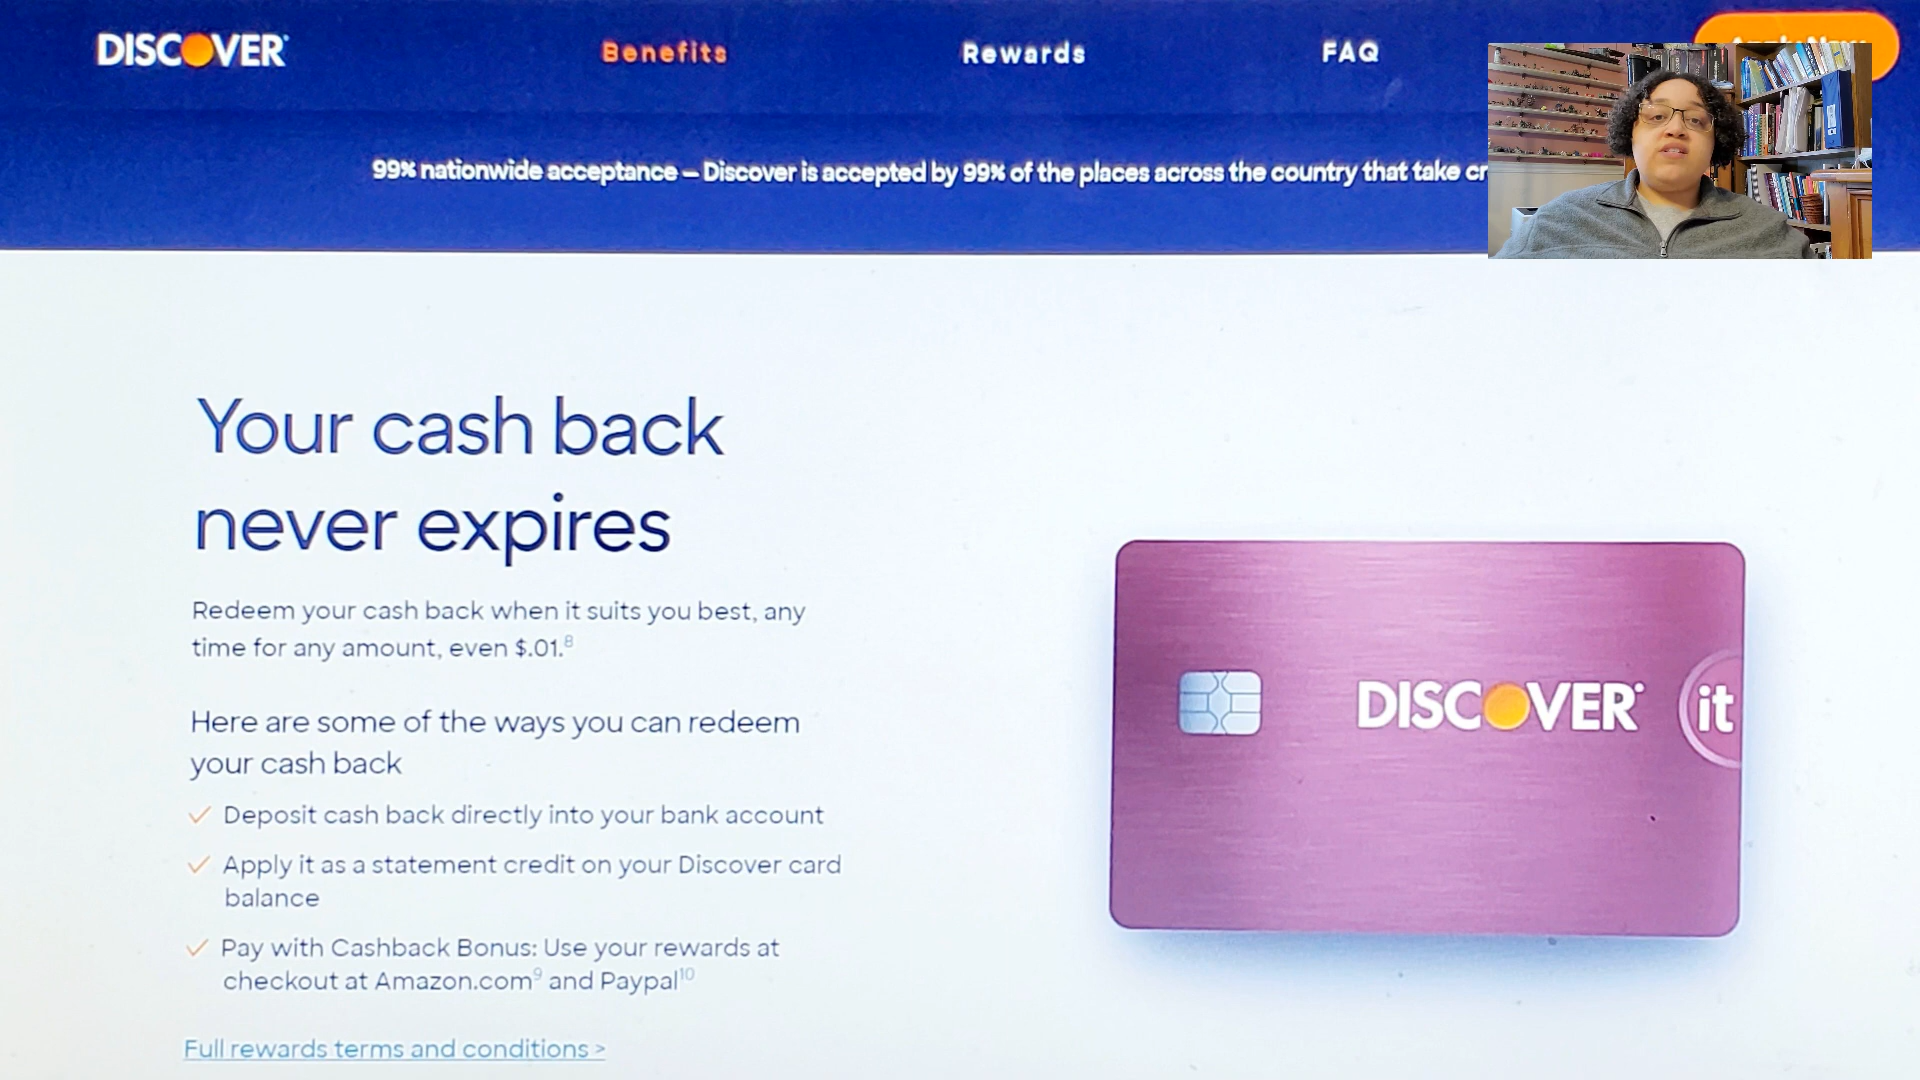 DISCOVER
Benefits
Rewards
FAQ
99% nationwide acceptance – Discover is accepted by 99% of the places across the country that take
Your cash back
never expires
Redeem your cash back when it suits you best, any
time for any amount, even $.01.8
Here are some of the ways you can redeem
your cash back
Deposit cash back directly into your bank account
Apply it as a statement credit on your Discover card
balance
Pay with Cashback Bonus: Use your rewards at
checkout at Amazon.com9 and Paypal10
Full rewards terms and conditions >
DISCOVER
it